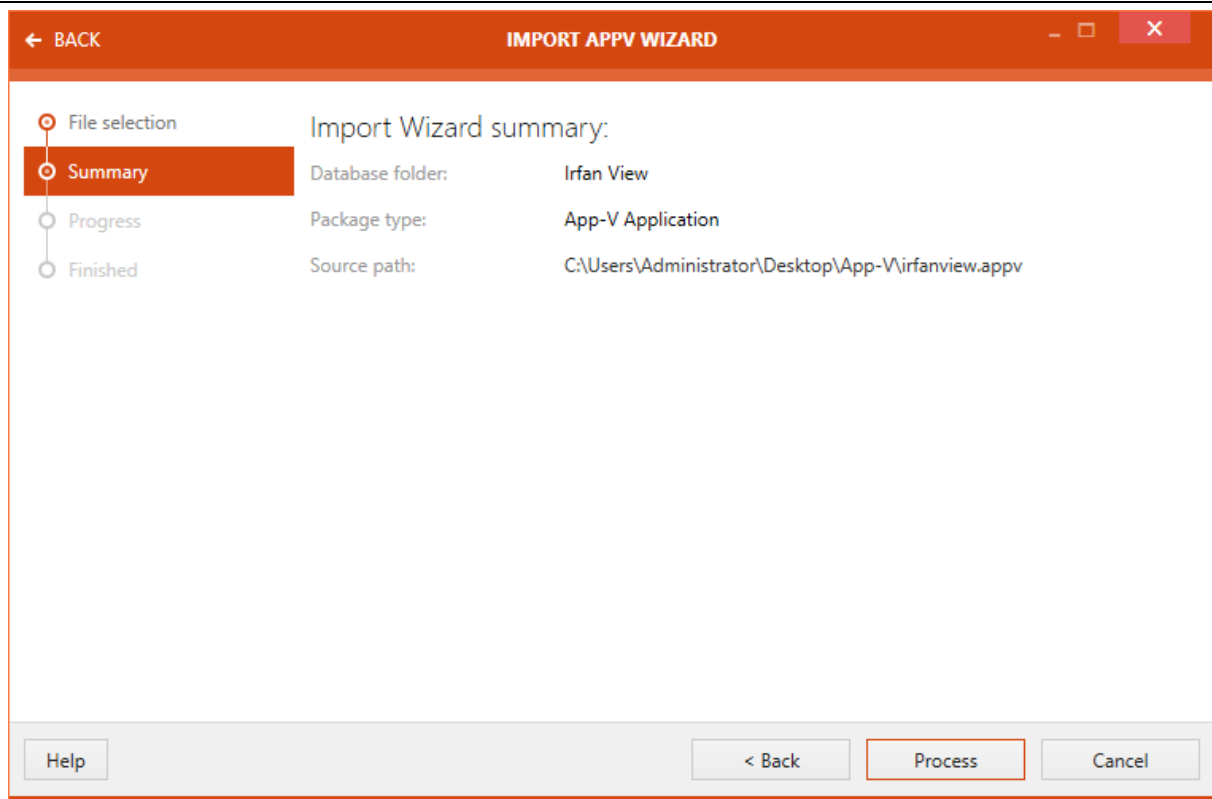 ← BACK
IMPORT APPV WIZARD
File selection
Summary
Progress
Finished
Import Wizard summary:
Database folder: Irfan View
Package type: App-V Application
Source path: C:\Users\Administrator\Desktop\App-V\irfanview.appv
Help
< Back
Process
Cancel